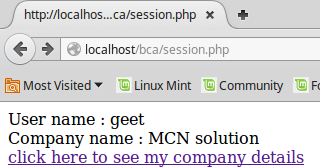 http://localhos...ca/session.php
localhost/bca/session.php
Most Visited Linux Mint Community
User name : geet
Company name : MCN solution
click here to see my company details